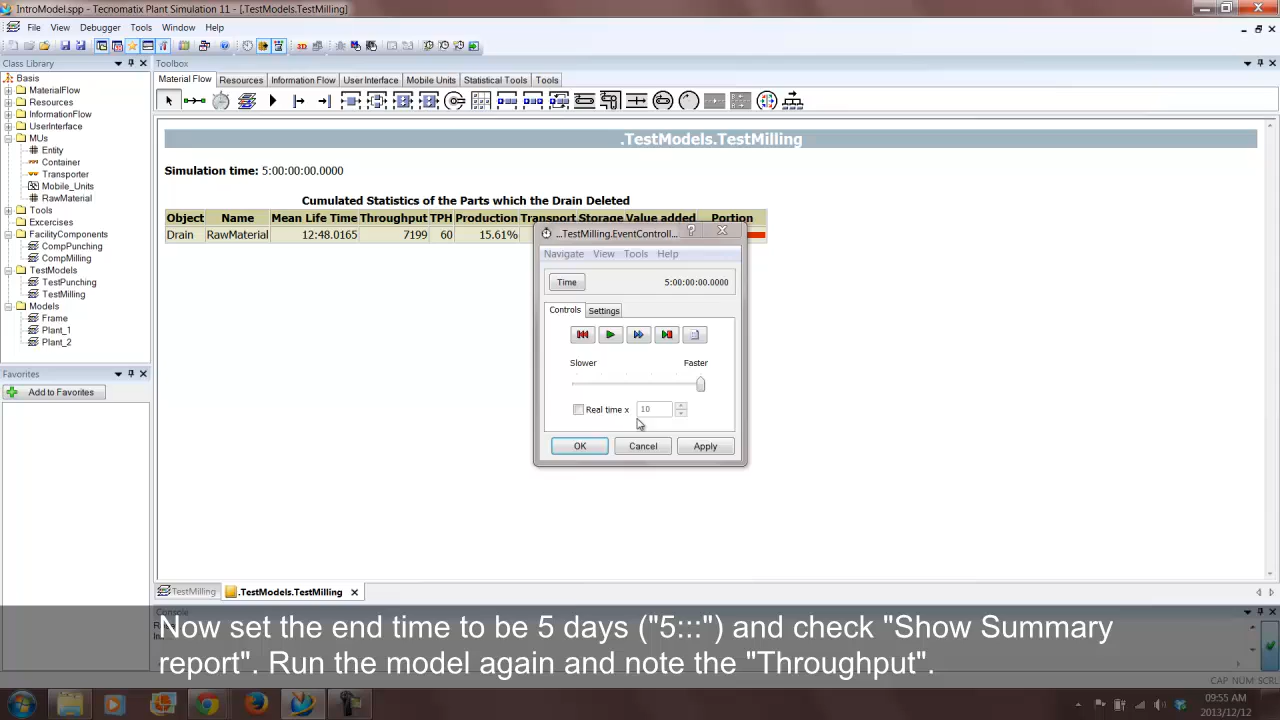 IntroModel.spp - Tecnomatix Plant Simulation 11 - [.TestModels.TestMilling]
File View Debugger Tools Window Help
Class Library
Toolbox
Basis
MaterialFlow
Resources
InformationFlow
UserInterface
MUs
Entity
Container
Transporter
Mobile_Units
RawMaterial
Tools
Excercises
FacilityComponents
CompPunching
CompMilling
TestModels
TestPunching
TestMilling
Models
Frame
Plant_1
Plant_2
Favorites
Add to Favorites
Material Flow Resources Information Flow User Interface Mobile Units Statistical Tools Tools
.TestModels.TestMilling
Simulation time: 5:00:00:00.0000
Cumulated Statistics of the Parts which the Drain Deleted
Object Name Mean Life Time Throughput TPH Production Transport Storage Value added Portion
Drain RawMaterial 12:48.0165 7199 60 15.61%
...TestMilling.EventControll...
Navigate View Tools Help
Time 5:00:00:00.0000
Controls Settings
Slower Faster
Real time x 10
OK Cancel Apply
TestMilling .TestModels.TestMilling
Console
Now set the end time to be 5 days ("5:::") and check "Show Summary
report". Run the model again and note the "Throughput".
CAP NUM SCRL
09:55 AM
2013/12/12